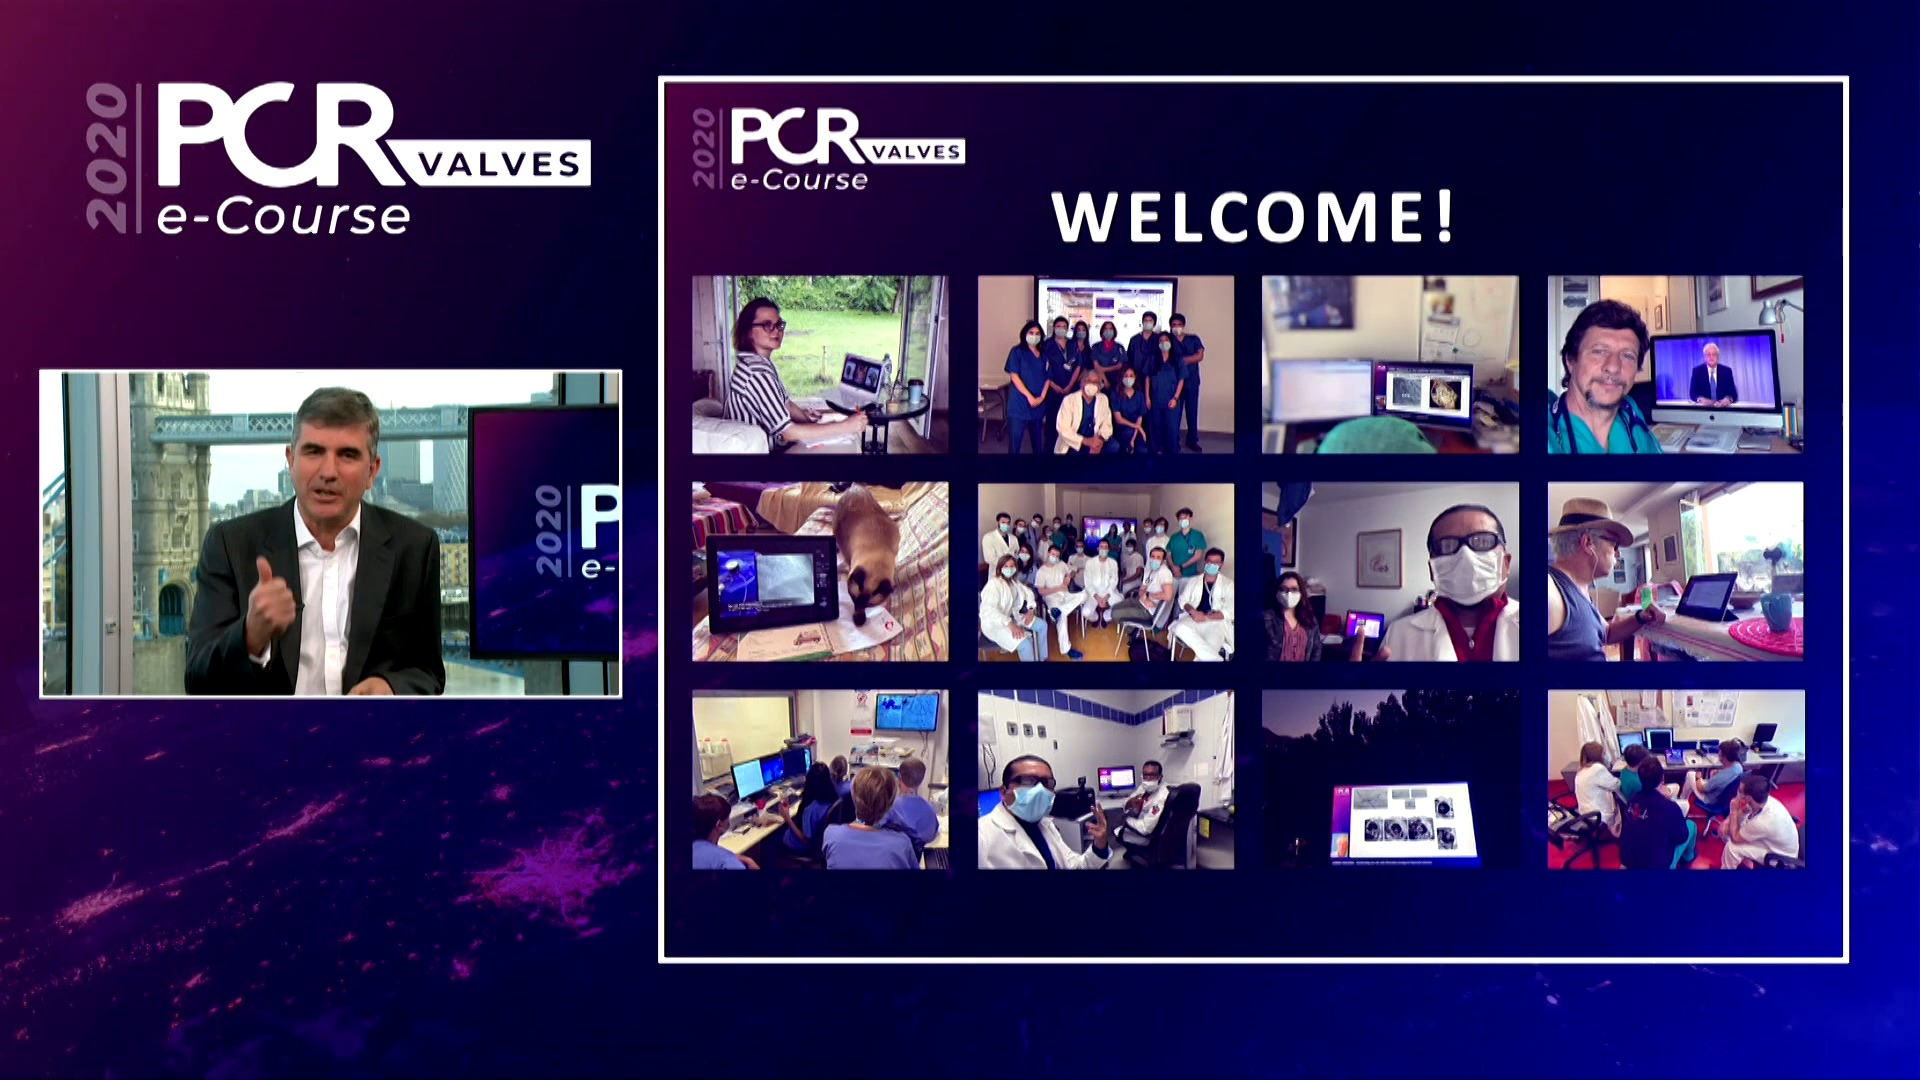 2020
PCR VALVES
e-Course
2020
PCR VALVES
e-Course
WELCOME!
2020
P
e-